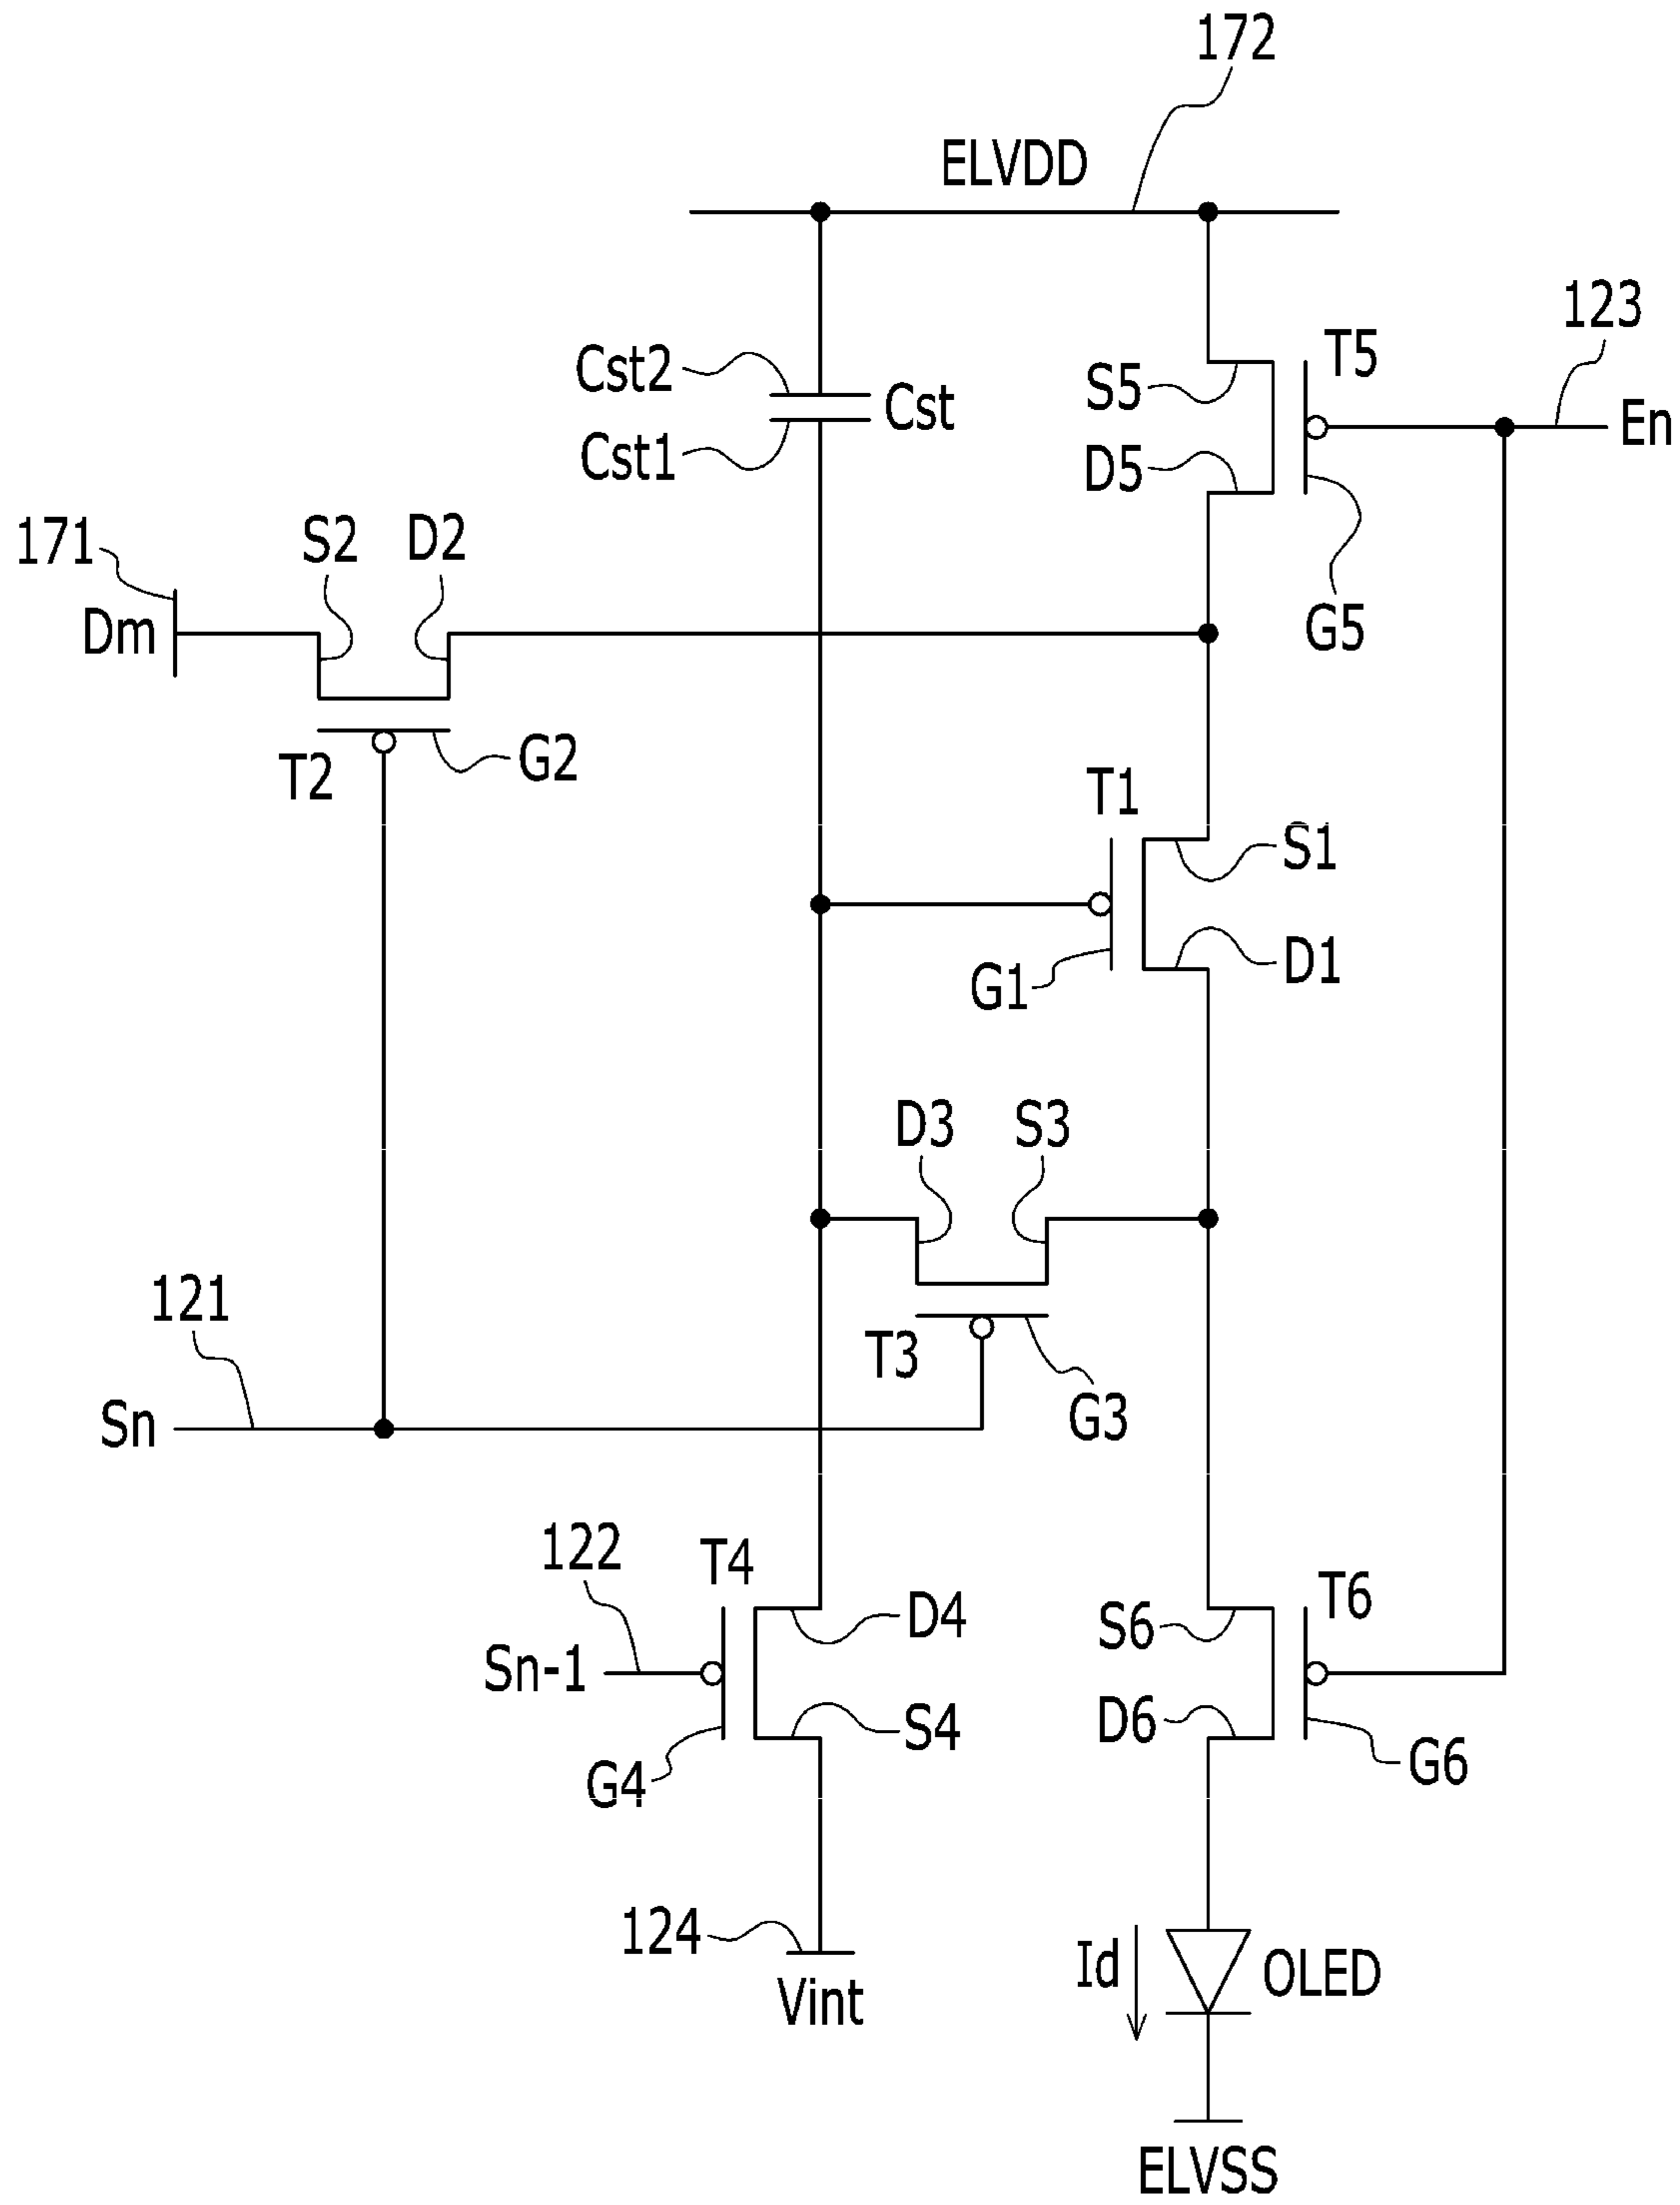 172
ELVDD
123
T5
Cst2
S5
Cst
En
Cst1
D5
171
S2
D2
Dm
G5
G2
T2
T1
S1
D1
G1
D3
S3
121
T3
G3
Sn
122
T4
T6
D4
S6
Sn-1
S4
D6
G4
G6
124
Id
OLED
Vint
ELVSS